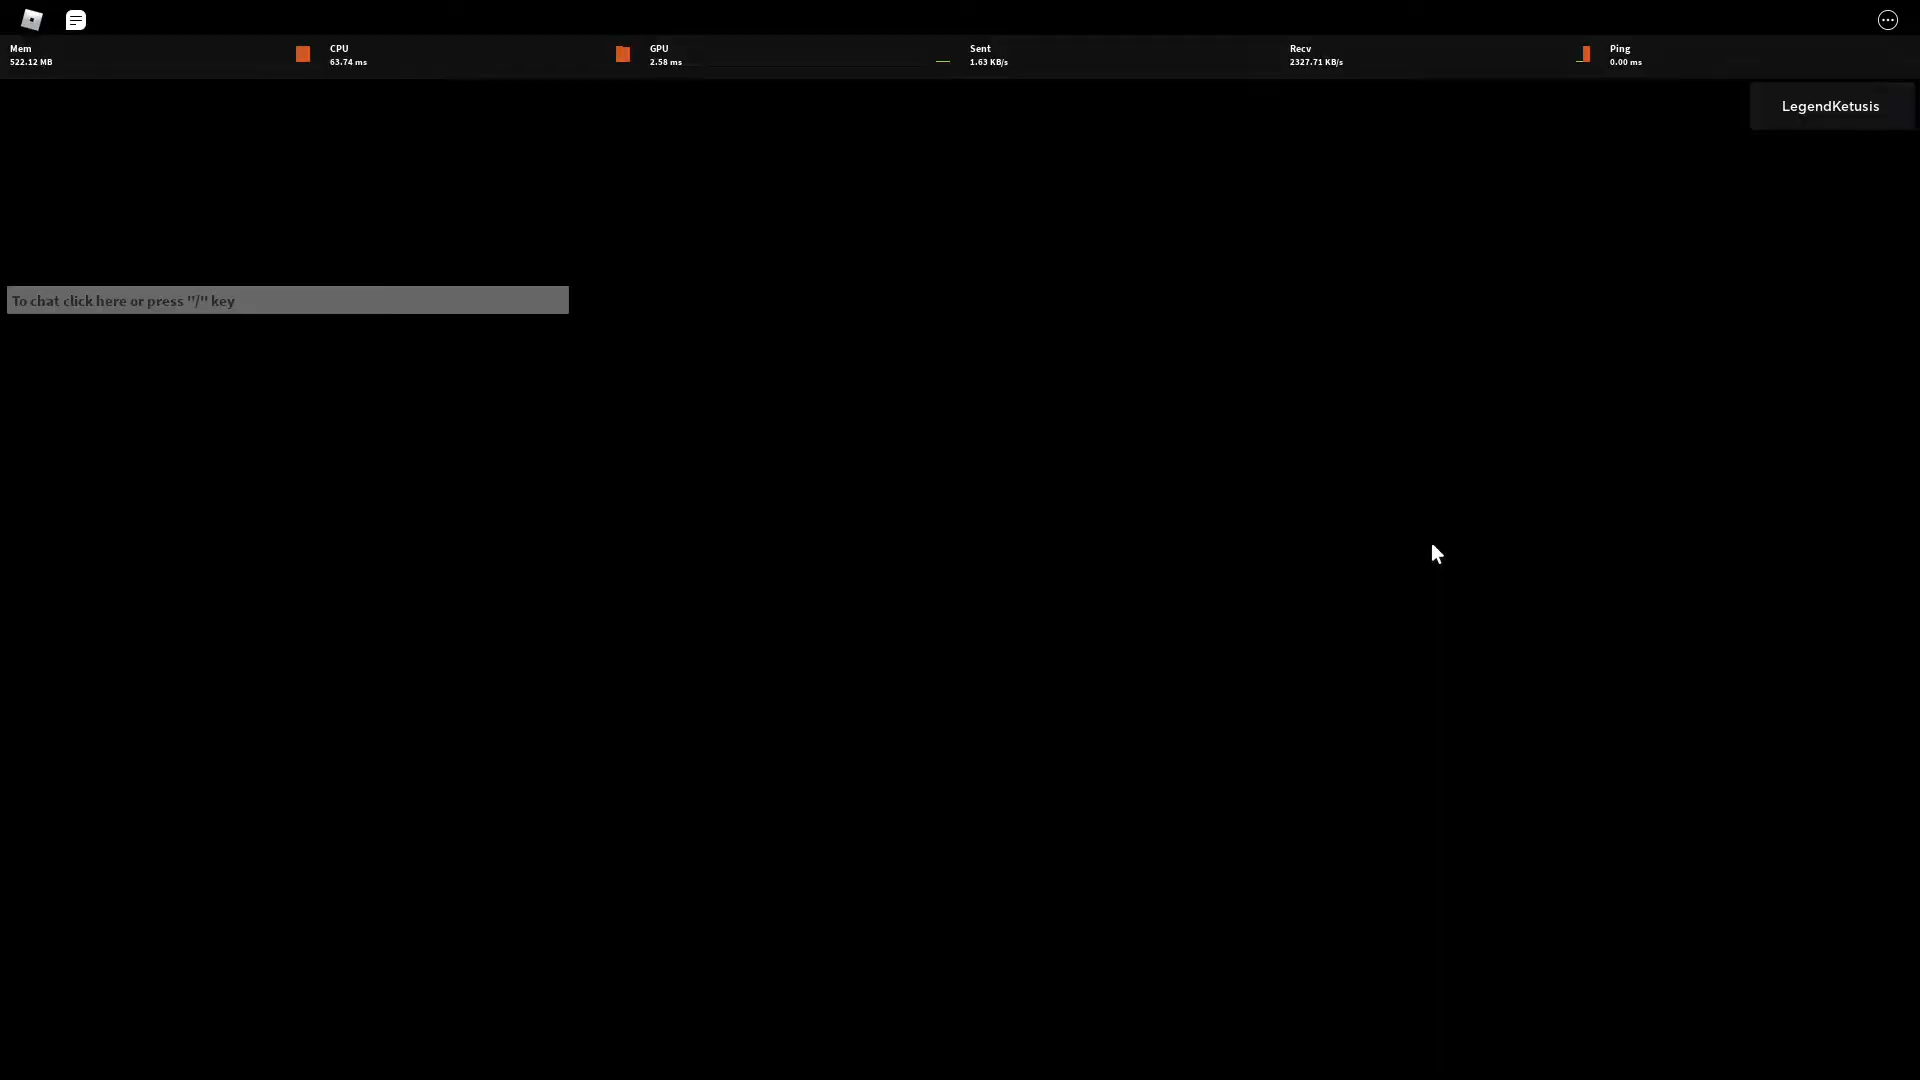 Mem
522.12 MB
CPU
63.74 ms
GPU
2.58 ms
Sent
1.63 KB/s
Recv
2327.71 KB/s
Ping
0.00 ms
LegendKetusis
To chat click here or press "/" key